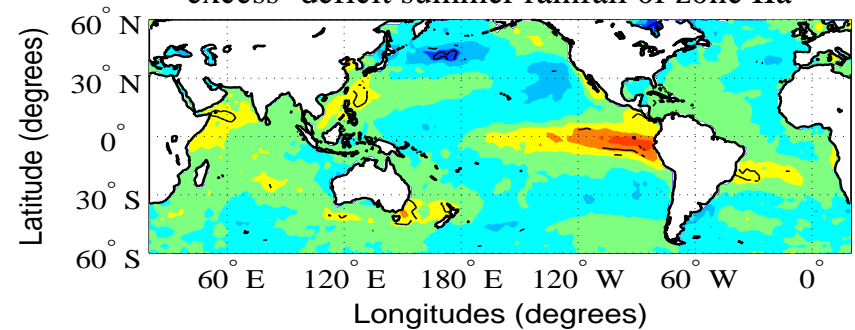 excess- deficit summer rainfall of zone IIa
60° N
30° N
0°
30° S
60° S
Latitude (degrees)
60° E 120° E 180° E 120° W 60° W 0°
Longitudes (degrees)